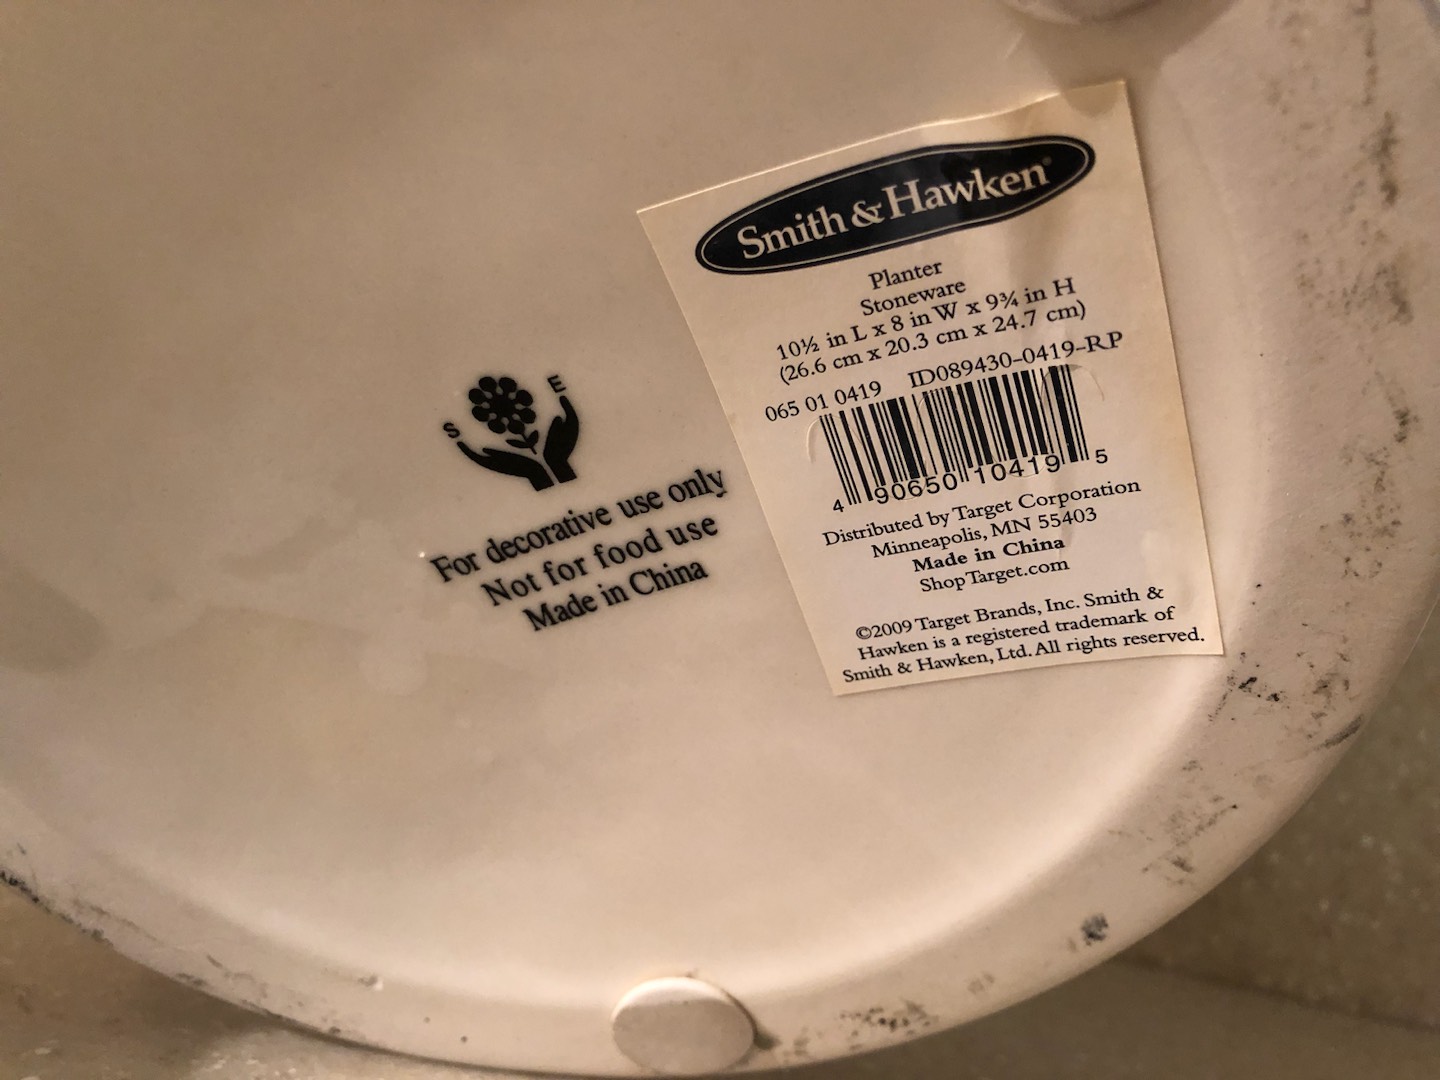 Smith & Hawken®
Planter
Stoneware
10½ in L x 8 in W x 9¾ in H
(26.6 cm x 20.3 cm x 24.7 cm)
065 01 0419 ID089430-0419-RP
4 90650 10419 5
Distributed by Target Corporation
Minneapolis, MN 55403
Made in China
ShopTarget.com
©2009 Target Brands, Inc. Smith &
Hawken is a registered trademark of
Smith & Hawken, Ltd. All rights reserved.
S E
For decorative use only
Not for food use
Made in China